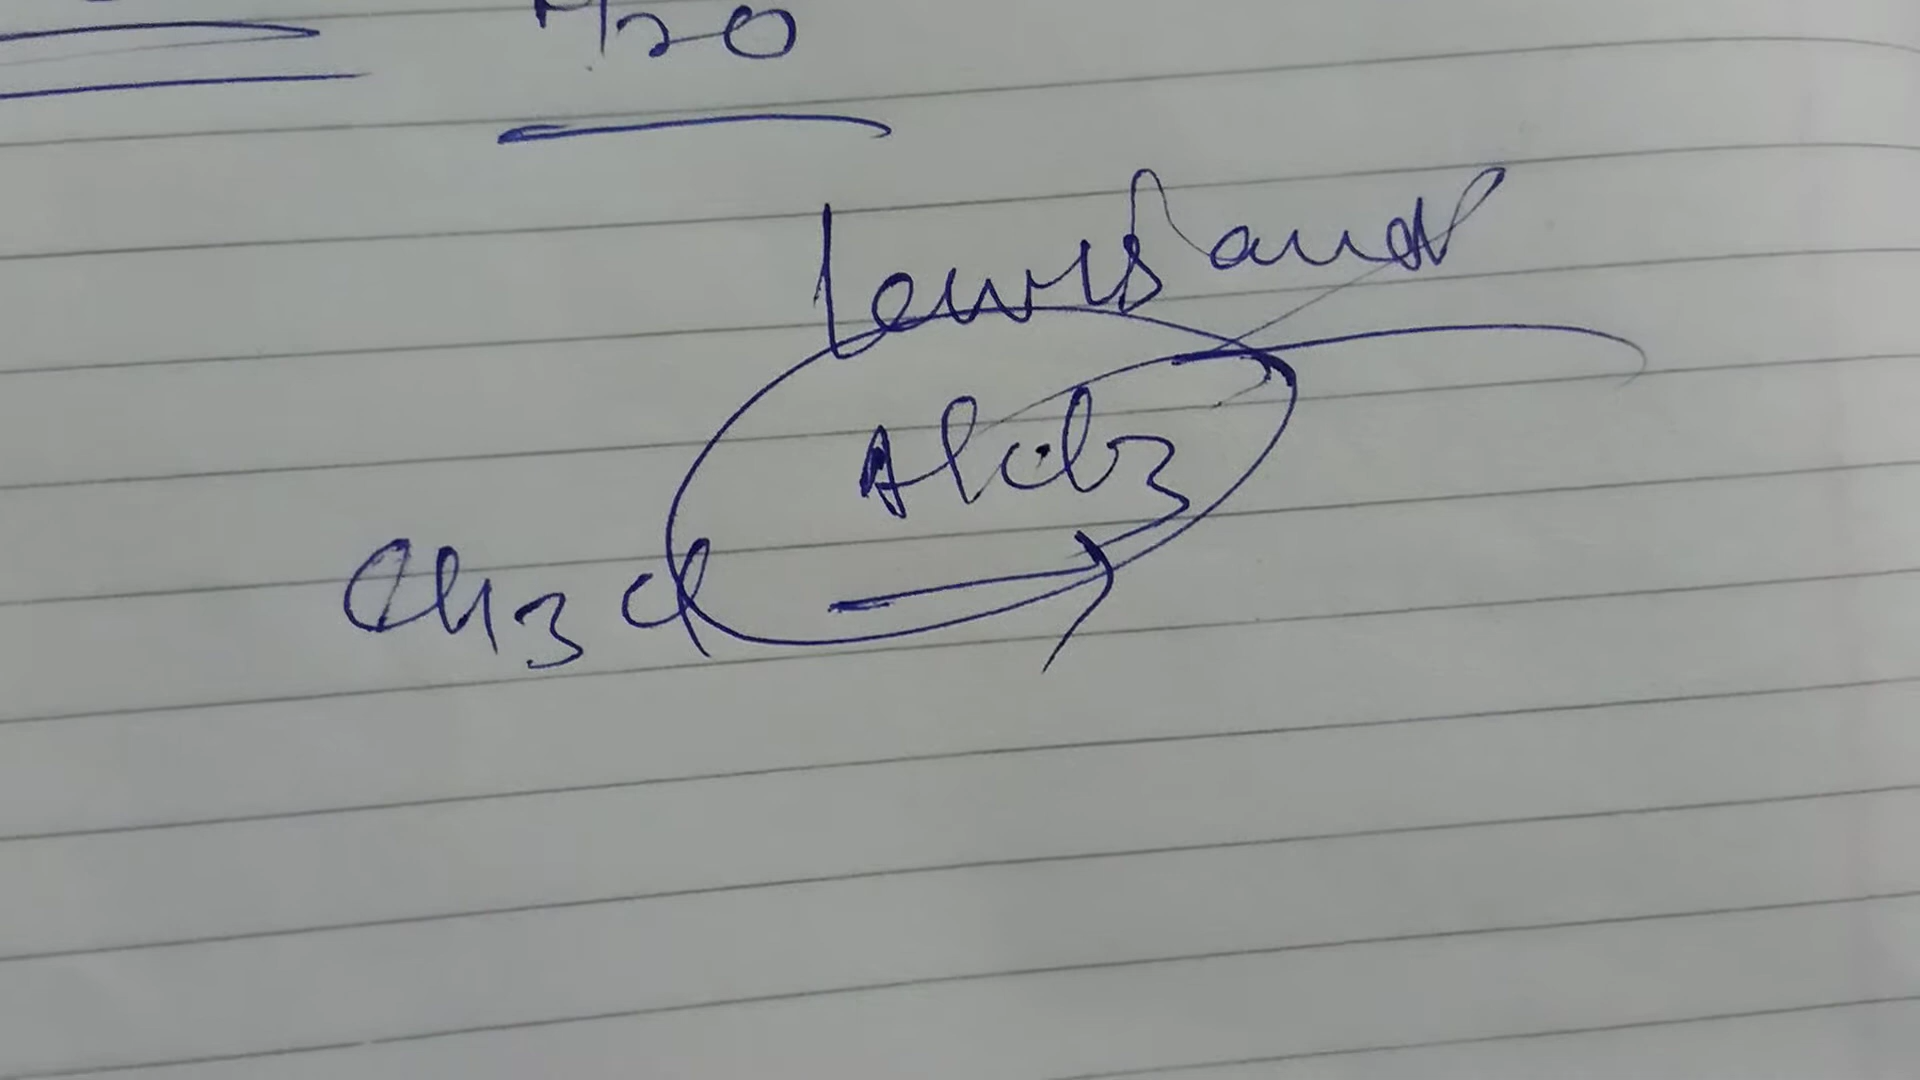 H2O
Lewis acid
AlCl3
CH3Cl →